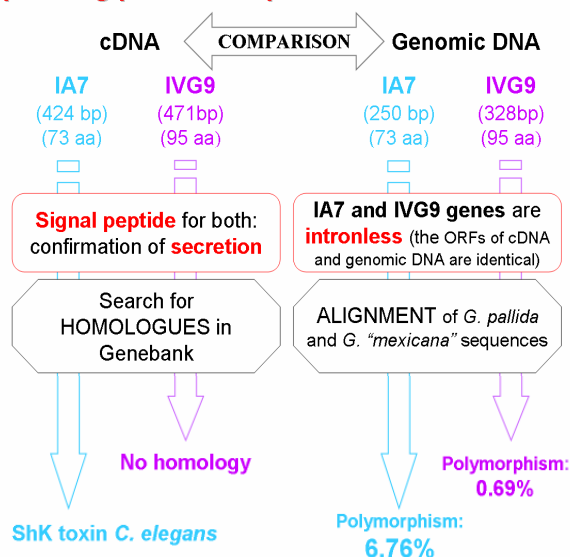 cDNA COMPARISON Genomic DNA
IA7 IVG9 IA7 IVG9
(424 bp) (471bp) (250 bp) (328bp)
(73 aa) (95 aa) (73 aa) (95 aa)
Signal peptide for both:
confirmation of secretion
IA7 and IVG9 genes are
intronless (the ORFs of cDNA
and genomic DNA are identical)
Search for
HOMOLOGUES in
Genebank
ALIGNMENT of G. pallida
and G. “mexicana” sequences
No homology
Polymorphism:
0.69%
ShK toxin C. elegans
Polymorphism:
6.76%